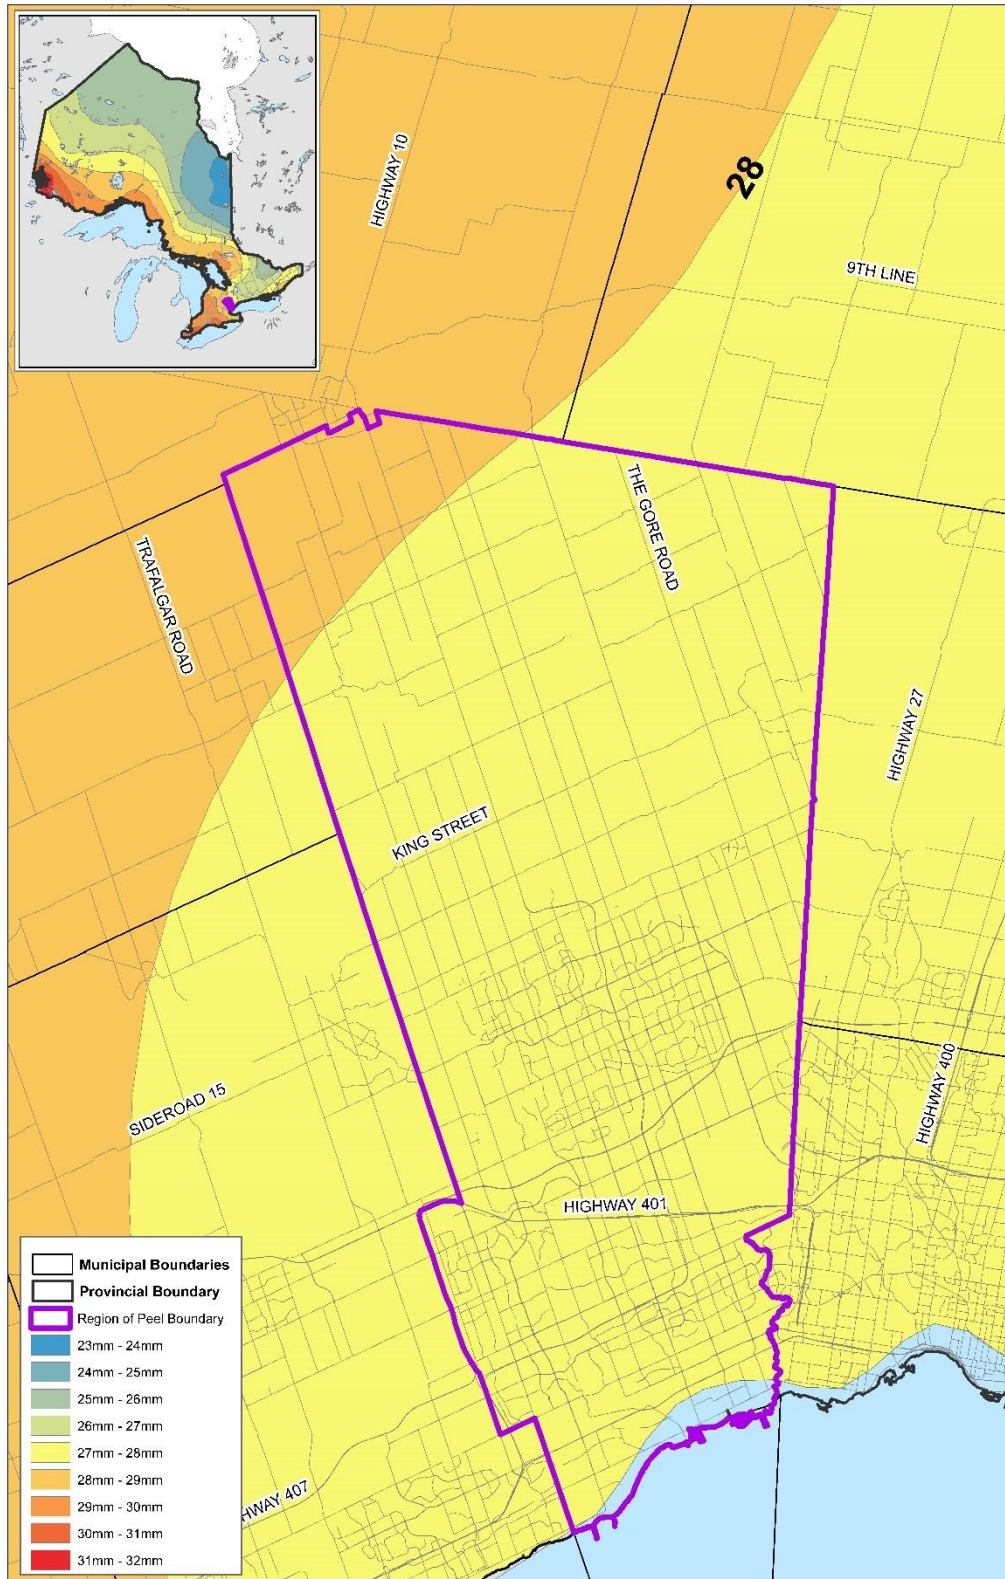 HIGHWAY 10
28
9TH LINE
THE GORE ROAD
TRAFALGAR ROAD
HIGHWAY 27
KING STREET
HIGHWAY 400
SIDEROAD 15
HIGHWAY 401
HWAY 407
Municipal Boundaries
Provincial Boundary
Region of Peel Boundary
23mm - 24mm
24mm - 25mm
25mm - 26mm
26mm - 27mm
27mm - 28mm
28mm - 29mm
29mm - 30mm
30mm - 31mm
31mm - 32mm